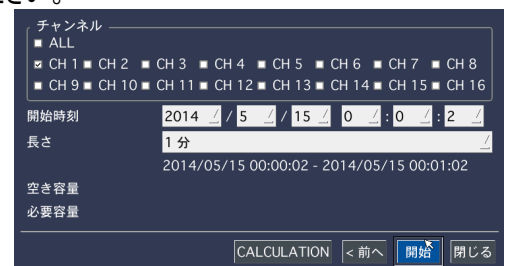 さい。
チャンネル
ALL
CH 1 CH 2 CH 3 CH 4 CH 5 CH 6 CH 7 CH 8
CH 9 CH 10 CH 11 CH 12 CH 13 CH 14 CH 15 CH 16
開始時刻 2014 / 5 / 15 0 : 0 : 2
長さ 1 分
2014/05/15 00:00:02 - 2014/05/15 00:01:02
空き容量
必要容量
CALCULATION < 前へ 開始 閉じる